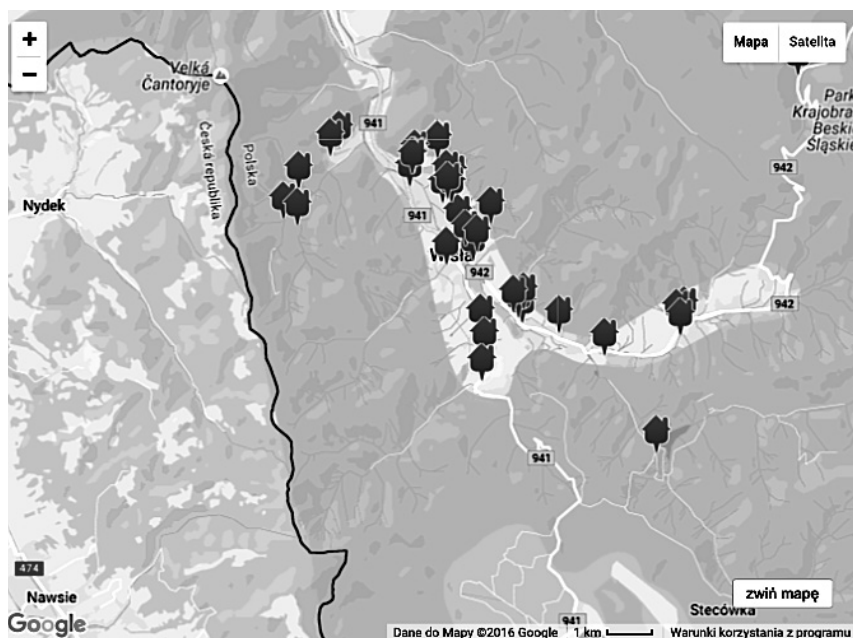 +
−
Mapa
Satelita
Velká
Čantoryje
941
Park
Krajobra
Beski
Śląskie
942
Česká republika
Polska
Nydek
941
Wisła
942
942
941
474
Nawsie
zwiń mapę
Stecówka
941
Google
Dane do Mapy ©2016 Google
1 km
Warunki korzystania z programu